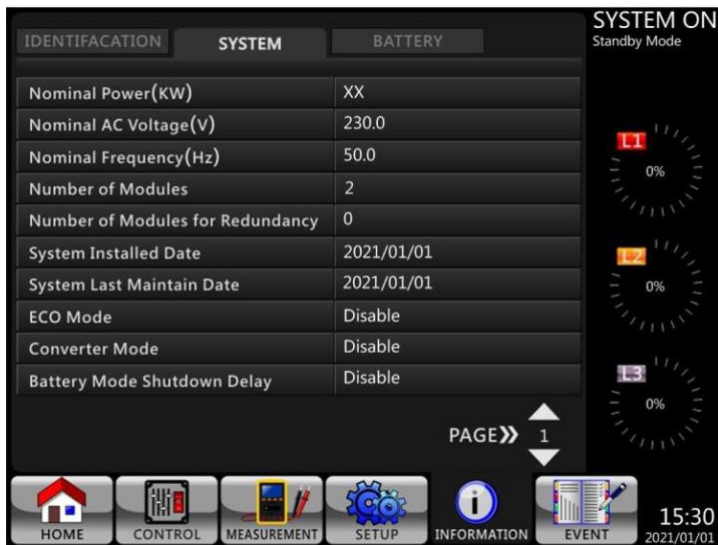 SYSTEM ON
Standby Mode
IDENTIFACATION SYSTEM BATTERY
Nominal Power(KW) XX
Nominal AC Voltage(V) 230.0
Nominal Frequency(Hz) 50.0
Number of Modules 2
Number of Modules for Redundancy 0
System Installed Date 2021/01/01
System Last Maintain Date 2021/01/01
ECO Mode Disable
Converter Mode Disable
Battery Mode Shutdown Delay Disable
L1
0%
L2
0%
L3
0%
PAGE» 1
HOME CONTROL MEASUREMENT SETUP INFORMATION EVENT
15:30
2021/01/01